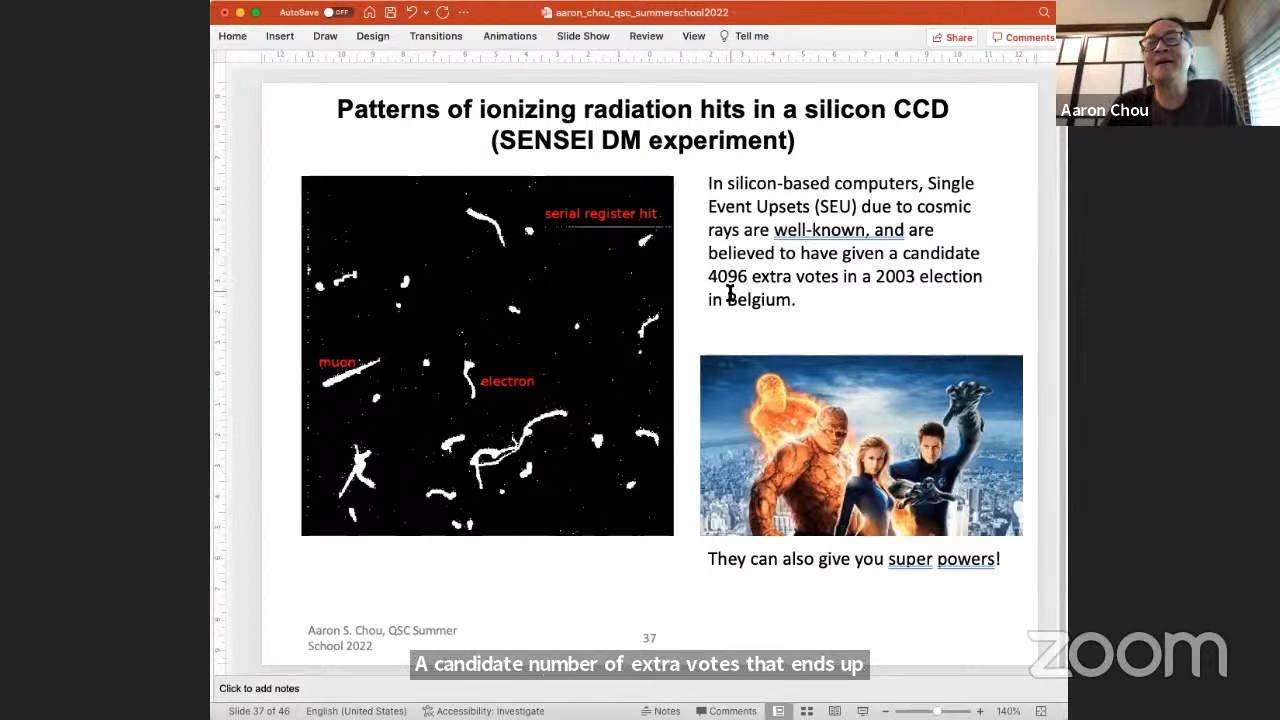 AutoSave OFF
aaron_chou_qsc_summerschool2022
Home Insert Draw Design Transitions Animations Slide Show Review View Tell me
Share Comments
Aaron Chou
Patterns of ionizing radiation hits in a silicon CCD
(SENSEI DM experiment)
serial register hit
muon
electron
In silicon-based computers, Single
Event Upsets (SEU) due to cosmic
rays are well-known, and are
believed to have given a candidate
4096 extra votes in a 2003 election
in Belgium.
They can also give you super powers!
Aaron S. Chou, QSC Summer
School 2022
37
A candidate number of extra votes that ends up
zoom
Click to add notes
Slide 37 of 46 English (United States) Accessibility: Investigate Notes Comments 140%